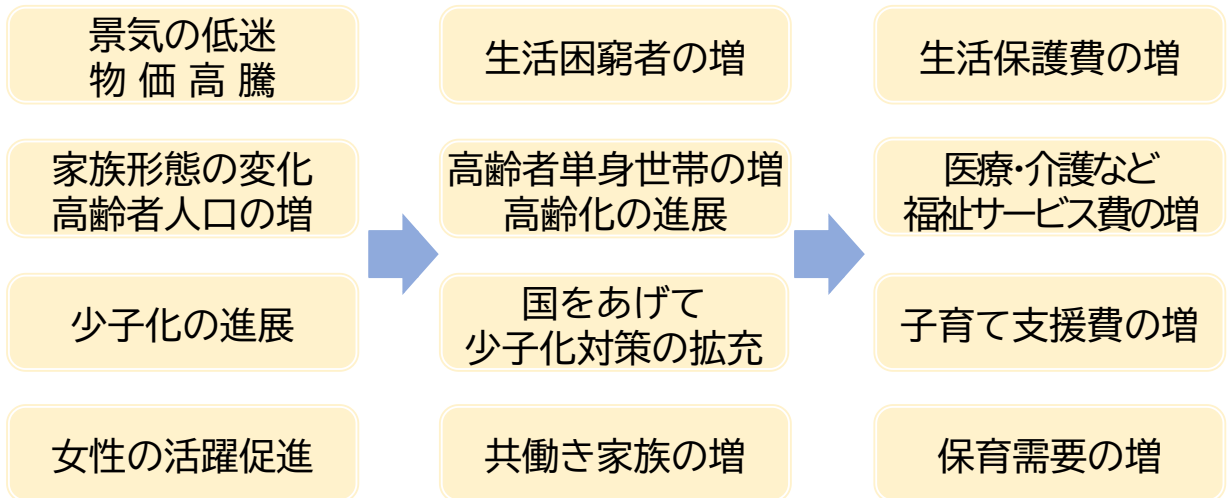 景気の低迷
物価高騰
生活困窮者の増
生活保護費の増
家族形態の変化
高齢者人口の増
高齢者単身世帯の増
高齢化の進展
医療・介護など
福祉サービス費の増
少子化の進展
国をあげて
少子化対策の拡充
子育て支援費の増
女性の活躍促進
共働き家族の増
保育需要の増